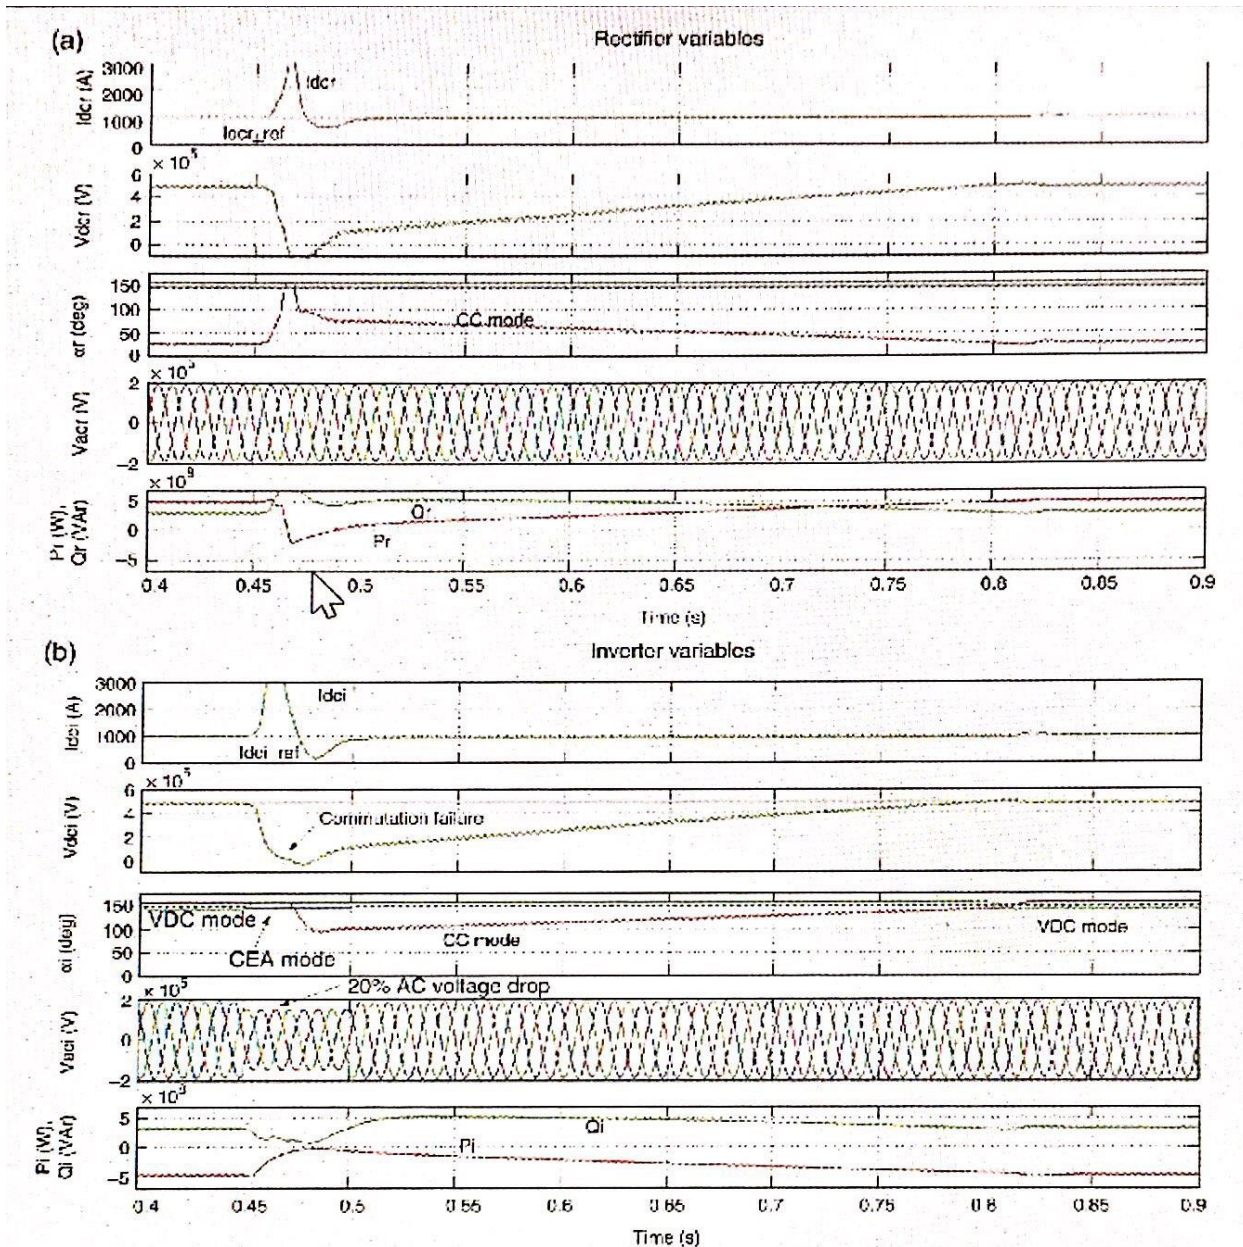 (a)
Rectifier variables
Idcr (A)
3000
2000
1000
0
Idcr
Idcr_ref
× 10⁵
Vdcr (V)
6
4
2
0
αr (deg)
150
100
50
0
CC mode
Vacr (V)
2
0
−2
Pr (W),
Qr (VAr)
5
0
−5
Qr
Pr
0.4 0.45 0.5 0.55 0.6 0.65 0.7 0.75 0.8 0.85 0.9
Time (s)
(b)
Inverter variables
Idci (A)
3000
2000
1000
0
Idci
Idci_ref
× 10⁵
Vdci (V)
6
4
2
0
Commutation failure
αi (deg)
150
100
50
0
VDC mode
CEA mode
CC mode
VDC mode
× 10⁵
20% AC voltage drop
Vaci (V)
2
0
−2
Pi (W),
Qi (VAr)
5
0
−5
Qi
Pi
0.4 0.45 0.5 0.55 0.6 0.65 0.7 0.75 0.8 0.85 0.9
Time (s)